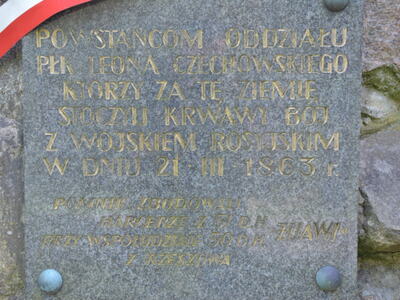 POWSTAŃCOM ODDZIAŁU
PŁK LEONA CZECHOWSKIEGO
KTÓRZY ZA TĘ ZIEMIĘ
STOCZYLI KRWAWY BÓJ
Z WOJSKIEM ROSYJSKIM
W DNIU 21 III 1863 r
POMNIK ZBUDOWALI
HARCERZE Z D.H.
ŻUAWI
PRZY WSPÓŁUDZIALE
Z RZESZOWA